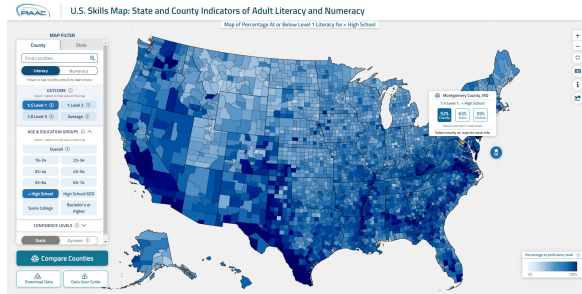 PIAAC
U.S. Skills Map: State and County Indicators of Adult Literacy and Numeracy
Map of Percentage At or Below Level 1 Literacy for < High School
MAP FILTER
County State
Find counties
Literacy Numeracy
OUTCOME
% ≤ Level 1 % Level 2
% ≥ Level 3 Average
AGE & EDUCATION GROUPS
Overall
16-24 25-34
35-44 45-54
55-64 65-74
< High School High School/GED
Some College Bachelor's or Higher
CONFIDENCE LEVELS
Static Dynamic
Compare Counties
Download Data Data User Guide
Montgomery County, MD
% ≤ Level 1, < High School
County State Nation
Select county on map for more info
Percentage at proficiency level
0% 100%